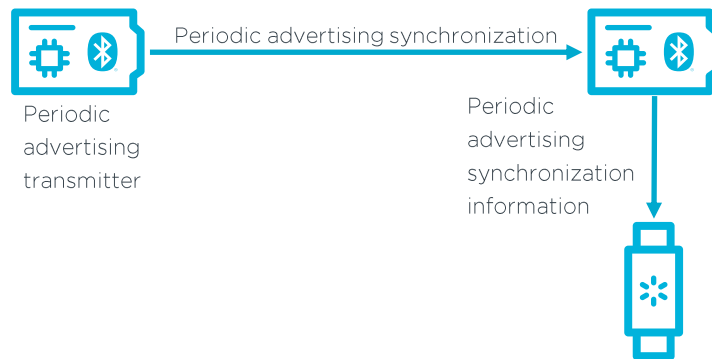 Periodic advertising synchronization
Periodic
advertising
transmitter
Periodic
advertising
synchronization
information